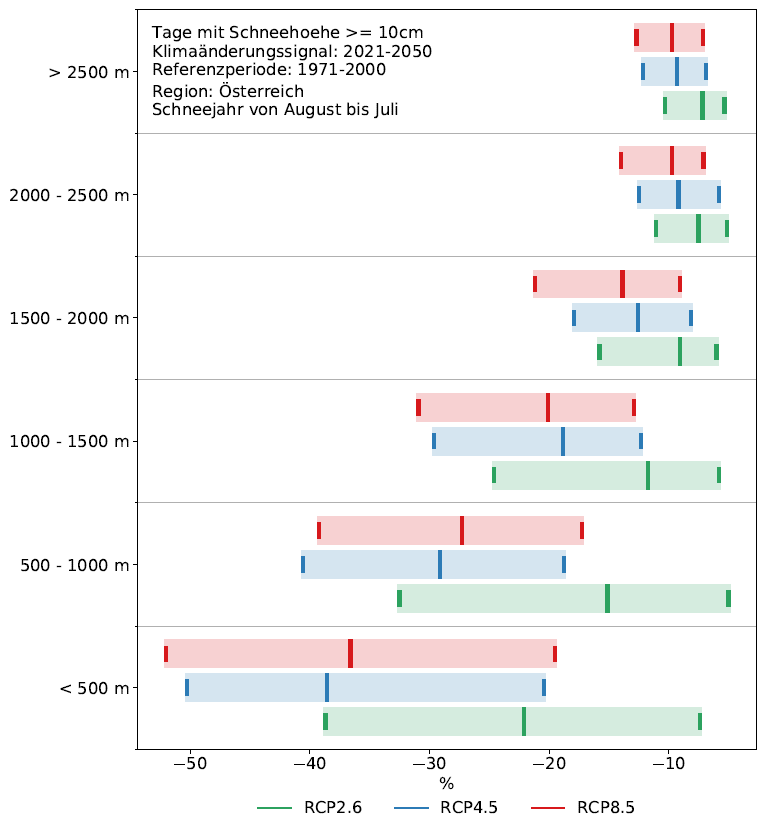 Tage mit Schneehoehe >= 10cm
Klimaänderungssignal: 2021-2050
Referenzperiode: 1971-2000
Region: Österreich
Schneejahr von August bis Juli
> 2500 m
2000 - 2500 m
1500 - 2000 m
1000 - 1500 m
500 - 1000 m
< 500 m
−50 −40 −30 −20 −10
%
RCP2.6 RCP4.5 RCP8.5